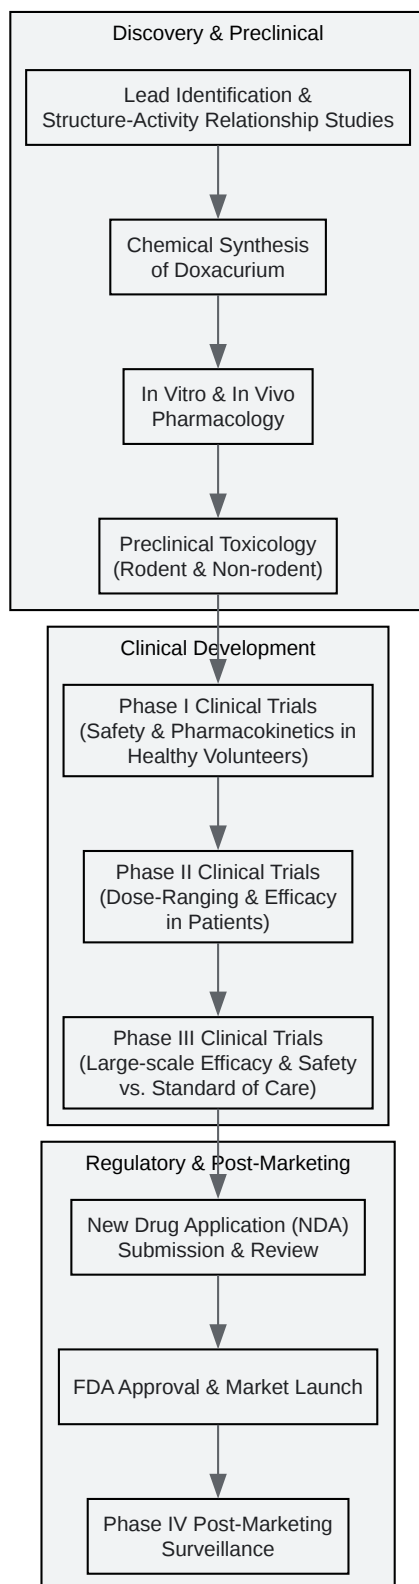 Discovery & Preclinical
Lead Identification &
Structure-Activity Relationship Studies
Chemical Synthesis
of Doxacurium
In Vitro & In Vivo
Pharmacology
Preclinical Toxicology
(Rodent & Non-rodent)
Clinical Development
Phase I Clinical Trials
(Safety & Pharmacokinetics in
Healthy Volunteers)
Phase II Clinical Trials
(Dose-Ranging & Efficacy
in Patients)
Phase III Clinical Trials
(Large-scale Efficacy & Safety
vs. Standard of Care)
Regulatory & Post-Marketing
New Drug Application (NDA)
Submission & Review
FDA Approval & Market Launch
Phase IV Post-Marketing
Surveillance